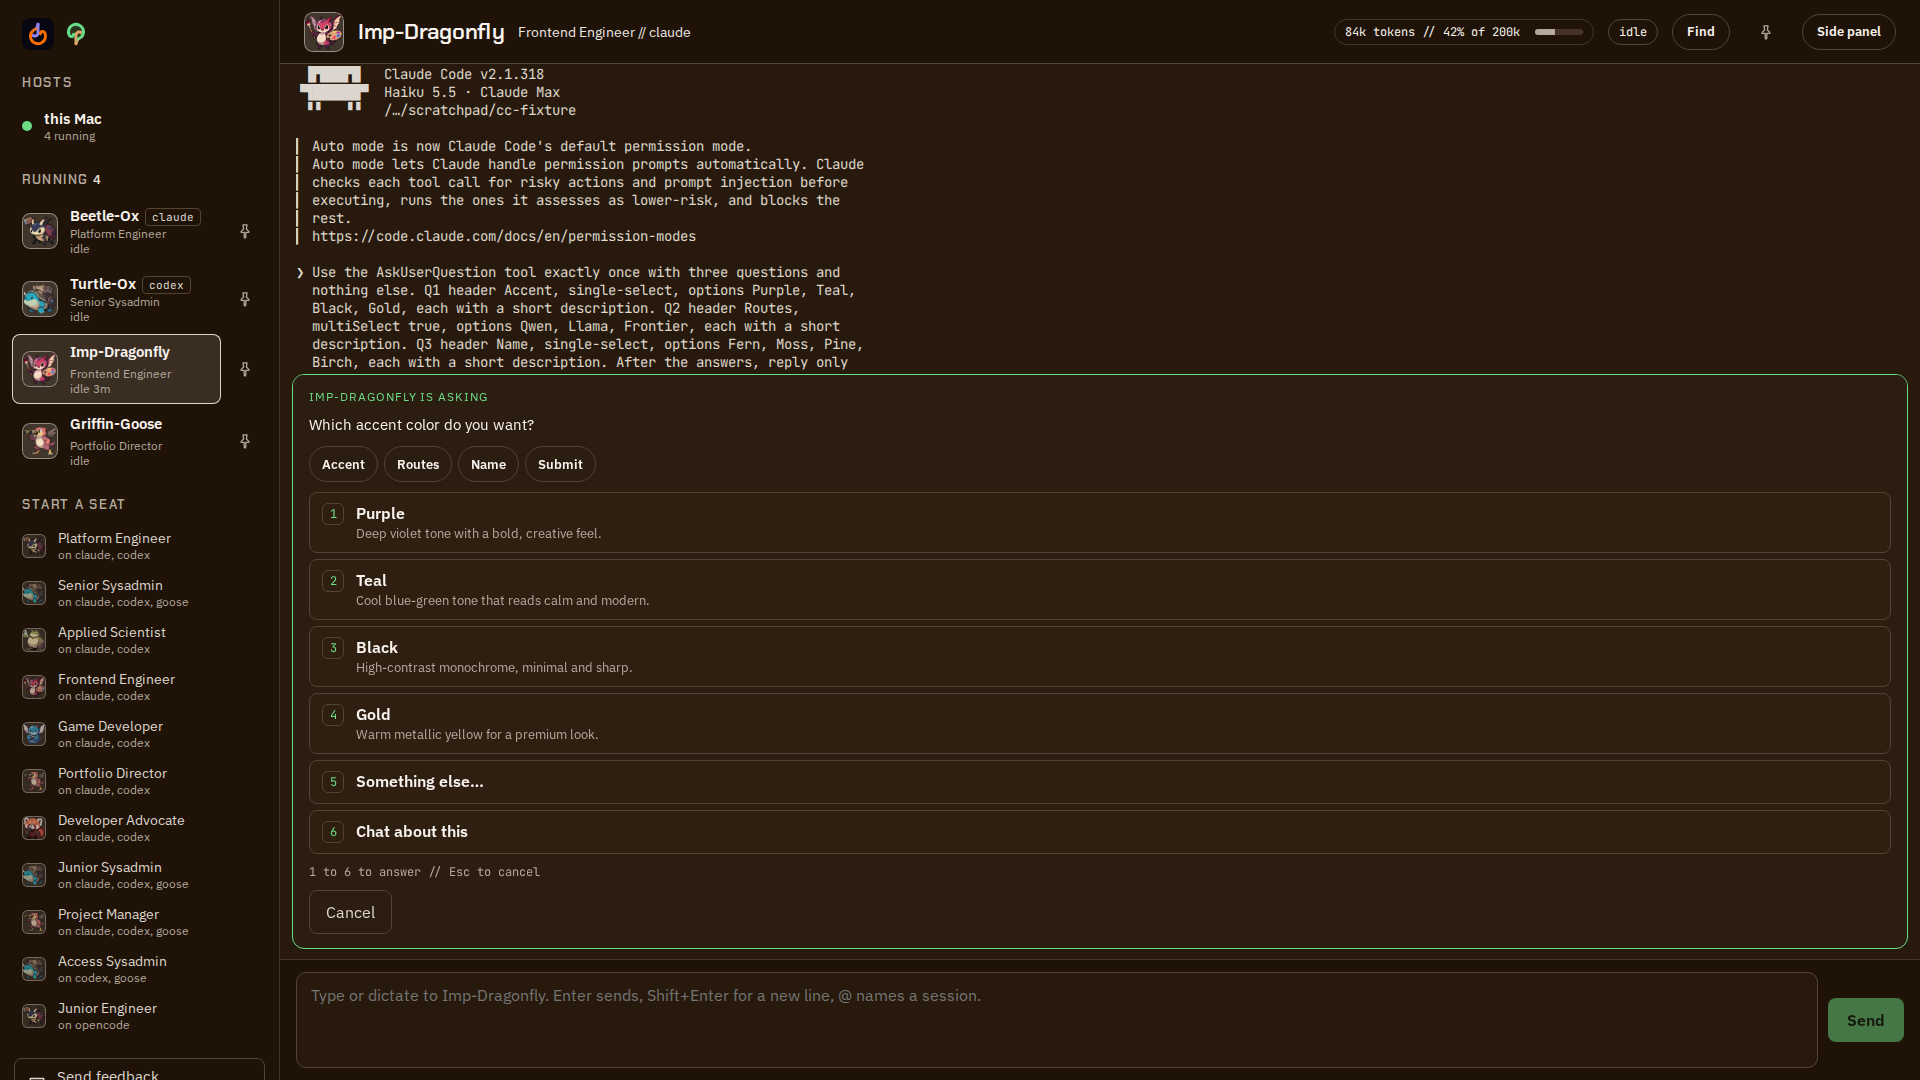 HOSTS
this Mac
4 running
RUNNING 4
Beetle-Ox claude
Platform Engineer
idle
Turtle-Ox codex
Senior Sysadmin
idle
Imp-Dragonfly
Frontend Engineer
idle 3m
Griffin-Goose
Portfolio Director
idle
START A SEAT
Platform Engineer
on claude, codex
Senior Sysadmin
on claude, codex, goose
Applied Scientist
on claude, codex
Frontend Engineer
on claude, codex
Game Developer
on claude, codex
Portfolio Director
on claude, codex
Developer Advocate
on claude, codex
Junior Sysadmin
on claude, codex, goose
Project Manager
on claude, codex, goose
Access Sysadmin
on codex, goose
Junior Engineer
on opencode
Send feedback
Imp-Dragonfly Frontend Engineer // claude
84k tokens // 42% of 200k
idle
Find
Side panel
Claude Code v2.1.318
Haiku 5.5 · Claude Max
/…/scratchpad/cc-fixture
Auto mode is now Claude Code's default permission mode.
Auto mode lets Claude handle permission prompts automatically. Claude
checks each tool call for risky actions and prompt injection before
executing, runs the ones it assesses as lower-risk, and blocks the
rest.
https://code.claude.com/docs/en/permission-modes
❯ Use the AskUserQuestion tool exactly once with three questions and
nothing else. Q1 header Accent, single-select, options Purple, Teal,
Black, Gold, each with a short description. Q2 header Routes,
multiSelect true, options Qwen, Llama, Frontier, each with a short
description. Q3 header Name, single-select, options Fern, Moss, Pine,
Birch, each with a short description. After the answers, reply only
IMP-DRAGONFLY IS ASKING
Which accent color do you want?
Accent Routes Name Submit
1 Purple
Deep violet tone with a bold, creative feel.
2 Teal
Cool blue-green tone that reads calm and modern.
3 Black
High-contrast monochrome, minimal and sharp.
4 Gold
Warm metallic yellow for a premium look.
5 Something else…
6 Chat about this
1 to 6 to answer // Esc to cancel
Cancel
Type or dictate to Imp-Dragonfly. Enter sends, Shift+Enter for a new line, @ names a session.
Send